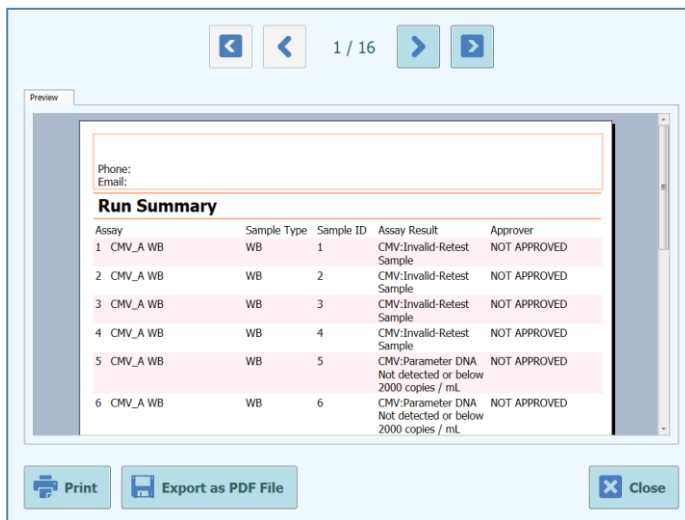 1 / 16
Preview
Phone:
Email:
Run Summary
Assay Sample Type Sample ID Assay Result Approver
1 CMV_A WB WB 1 CMV:Invalid-Retest NOT APPROVED
Sample
2 CMV_A WB WB 2 CMV:Invalid-Retest NOT APPROVED
Sample
3 CMV_A WB WB 3 CMV:Invalid-Retest NOT APPROVED
Sample
4 CMV_A WB WB 4 CMV:Invalid-Retest NOT APPROVED
Sample
5 CMV_A WB WB 5 CMV:Parameter DNA NOT APPROVED
Not detected or below
2000 copies / mL
6 CMV_A WB WB 6 CMV:Parameter DNA NOT APPROVED
Not detected or below
2000 copies / mL
Print Export as PDF File Close